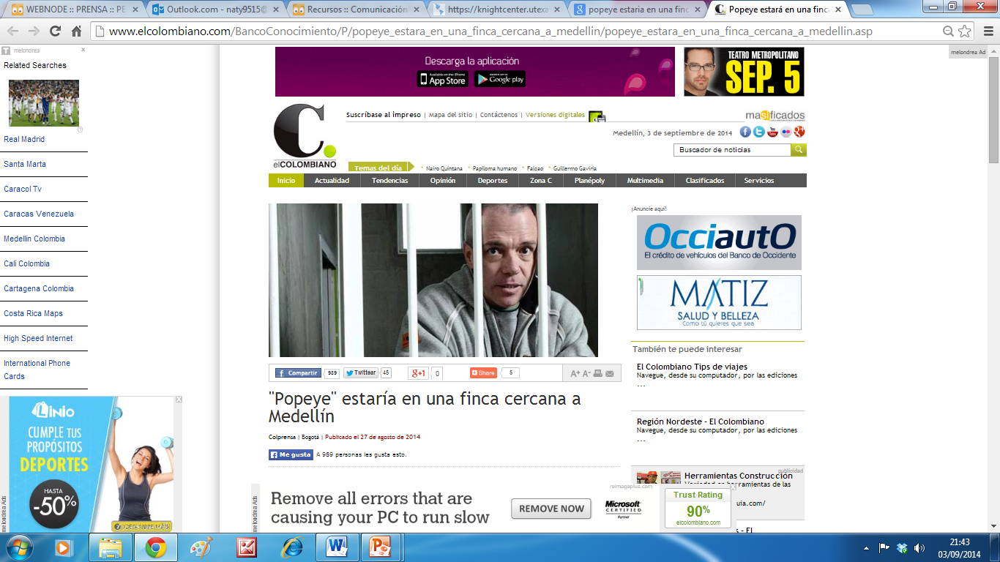 WEBNODE :: PRENSA :: PE
Outlook.com - naty9515@
Recursos :: Comunicación
https://knightcenter.utexa
popeye estaria en una finc
Popeye estará en una finca
www.elcolombiano.com/BancoConocimiento/P/popeye_estara_en_una_finca_cercana_a_medellin/popeye_estara_en_una_finca_cercana_a_medellin.asp
T melondrea
Related Searches
Real Madrid
Santa Marta
Caracol Tv
Caracas Venezuela
Medellin Colombia
Cali Colombia
Cartagena Colombia
Costa Rica Maps
High Speed Internet
International Phone
Cards
LINIO
CUMPLE TUS
PROPÓSITOS
DEPORTES
HASTA
-50%
melondrea Ads
Descarga la aplicación
Available on the iPhone
App Store
Google play
TEATRO METROPOLITANO
SEP. 5
melondrea Ad
C.
elCOLOMBIANO
Suscríbase al impreso | Mapa del sitio | Contáctenos | Versiones digitales
masificados
Medellín, 3 de septiembre de 2014
Buscador de noticias
Temas del día
Nairo Quintana
Papiloma humano
Falcao
Guillermo Gaviria
Inicio Actualidad Tendencias Opinión Deportes Zona C Planépoly Multimedia Clasificados Servicios
Compartir 989 Twittear 45 g+1 0 Share 5 A+ A-
"Popeye" estaría en una finca cercana a
Medellín
Colprensa | Bogotá | Publicado el 27 de agosto de 2014
Me gusta A 989 personas les gusta esto.
melondrea Ads
reimageplus.com
Remove all errors that are
causing your PC to run slow
REMOVE NOW
Microsoft
CERTIFIED
Partner
¡Anuncie aquí!
OcciautO
El crédito de vehículos del Banco de Occidente
MATIZ
SALUD Y BELLEZA
Como tú quieres que sea
También te puede interesar
El Colombiano Tips de viajes
Navegue, desde su computador, por las ediciones
...
Región Nordeste - El Colombiano
Navegue, desde su computador, por las ediciones
...
publicidad
Herramientas Construcción
Variedad en herramientas de las
uia.com/
s - El
Trust Rating
90%
elcolombiano.com
21:43
03/09/2014